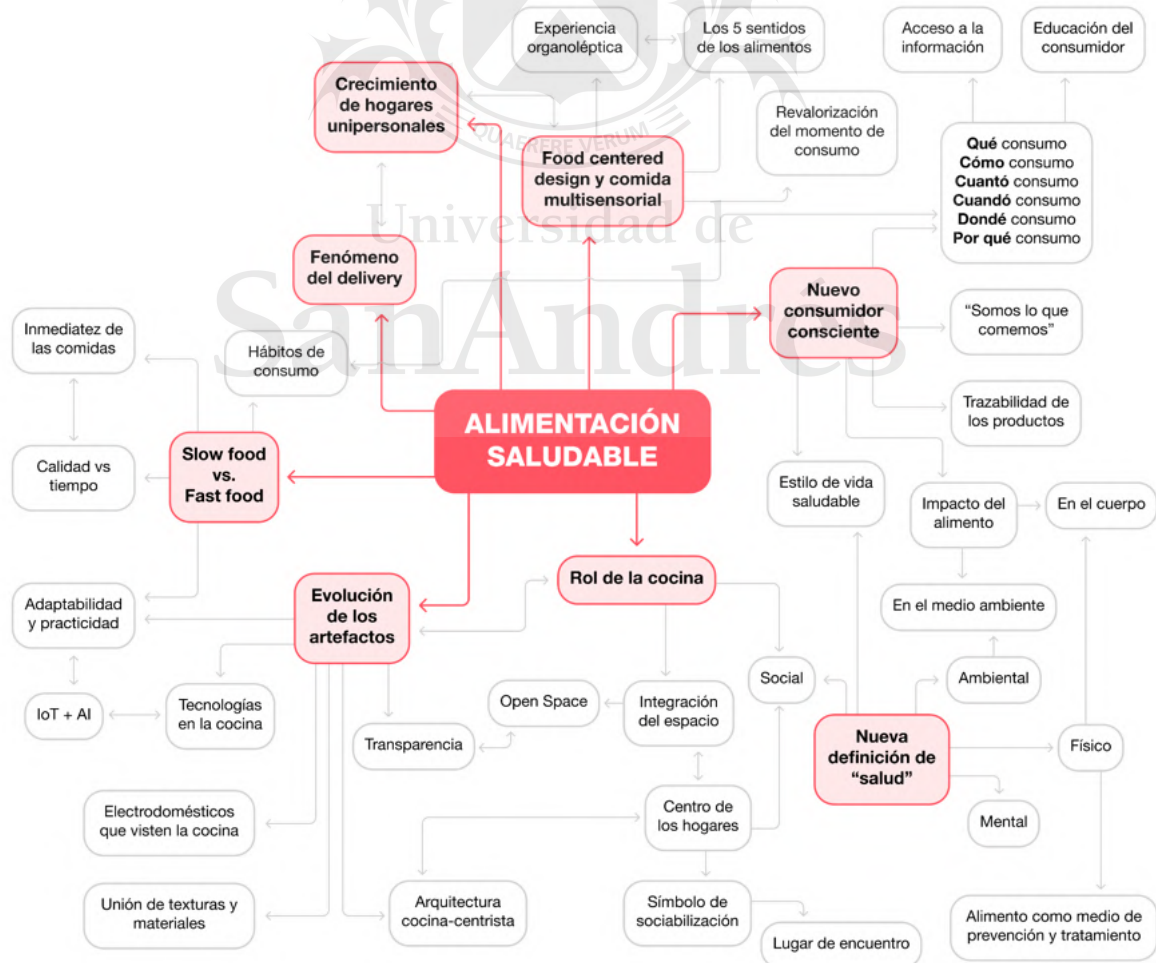 Experiencia
organoléptica
Los 5 sentidos
de los alimentos
Acceso a la
información
Educación del
consumidor
Crecimiento
de hogares
unipersonales
QUAERERE VERUM
Food centered
design y comida
multisensorial
Revalorización
del momento de
consumo
Qué consumo
Cómo consumo
Cuantó consumo
Cuandó consumo
Dondé consumo
Por qué consumo
Universidad de
SanAndrés
Fenómeno
del delivery
Nuevo
consumidor
consciente
Inmediatez de
las comidas
Hábitos de
consumo
“Somos lo que
comemos”
Trazabilidad de
los productos
ALIMENTACIÓN
SALUDABLE
Slow food
vs.
Fast food
Calidad vs
tiempo
Estilo de vida
saludable
Impacto del
alimento
En el cuerpo
Rol de la cocina
Evolución
de los
artefactos
Adaptabilidad
y practicidad
En el medio ambiente
IoT + AI
Tecnologías
en la cocina
Open Space
Integración
del espacio
Social
Ambiental
Transparencia
Nueva
definición de
“salud”
Físico
Electrodomésticos
que visten la cocina
Centro de
los hogares
Mental
Unión de texturas y
materiales
Arquitectura
cocina-centrista
Símbolo de
sociabilización
Lugar de encuentro
Alimento como medio de
prevención y tratamiento